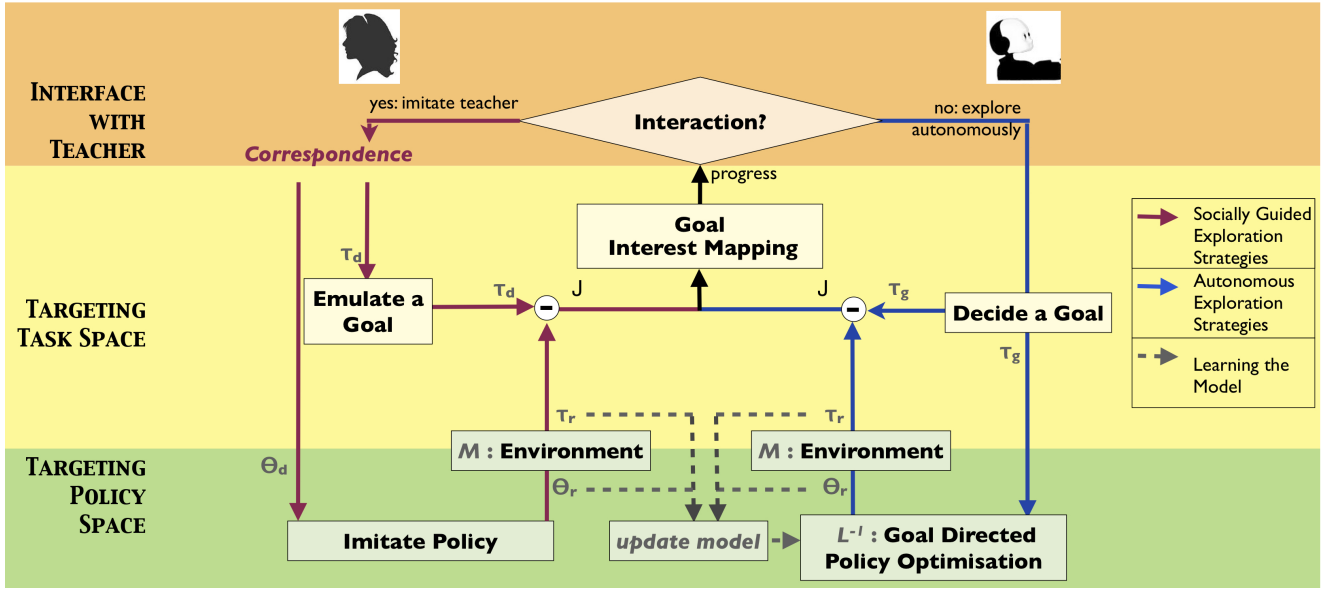 INTERFACE
WITH
TEACHER
yes: imitate teacher
Correspondence
Interaction?
no: explore
autonomously
progress
Goal
Interest Mapping
TARGETING
TASK SPACE
τd
Emulate a
Goal
τd
-
J
J
-
τg
Decide a Goal
τg
Socially Guided
Exploration
Strategies
Autonomous
Exploration
Strategies
Learning the
Model
τr
τr
M : Environment
M : Environment
TARGETING
POLICY
SPACE
Θd
Θr
Θr
Imitate Policy
update model
L⁻¹ : Goal Directed
Policy Optimisation